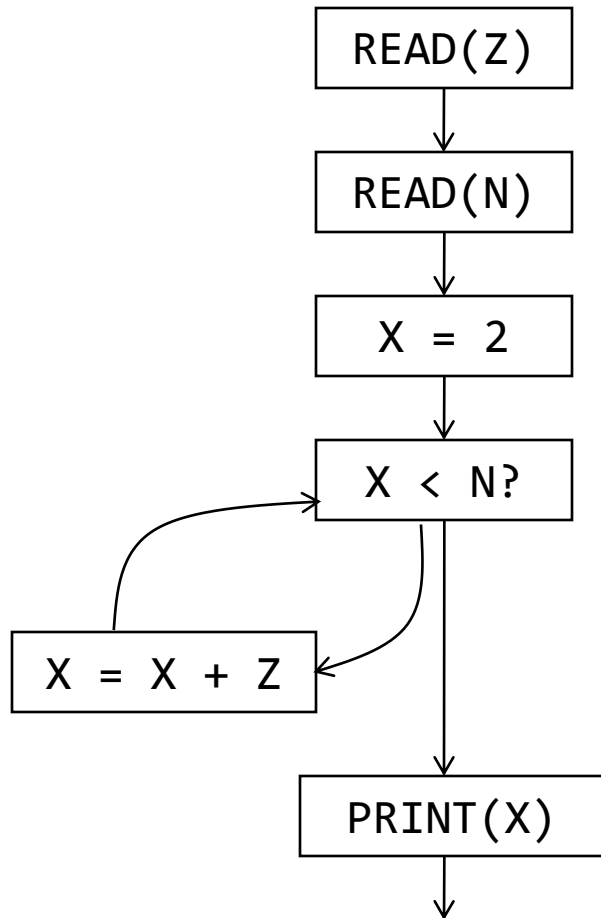 READ(Z)
READ(N)
X = 2
X < N?
X = X + Z
PRINT(X)